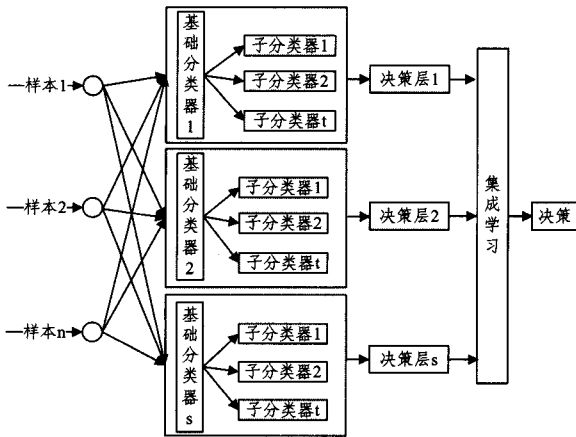 样本1
样本2
样本n
基础分类器1
子分类器1
子分类器2
子分类器t
决策层1
基础分类器2
子分类器1
子分类器2
子分类器t
决策层2
基础分类器s
子分类器1
子分类器2
子分类器t
决策层s
集成学习
决策